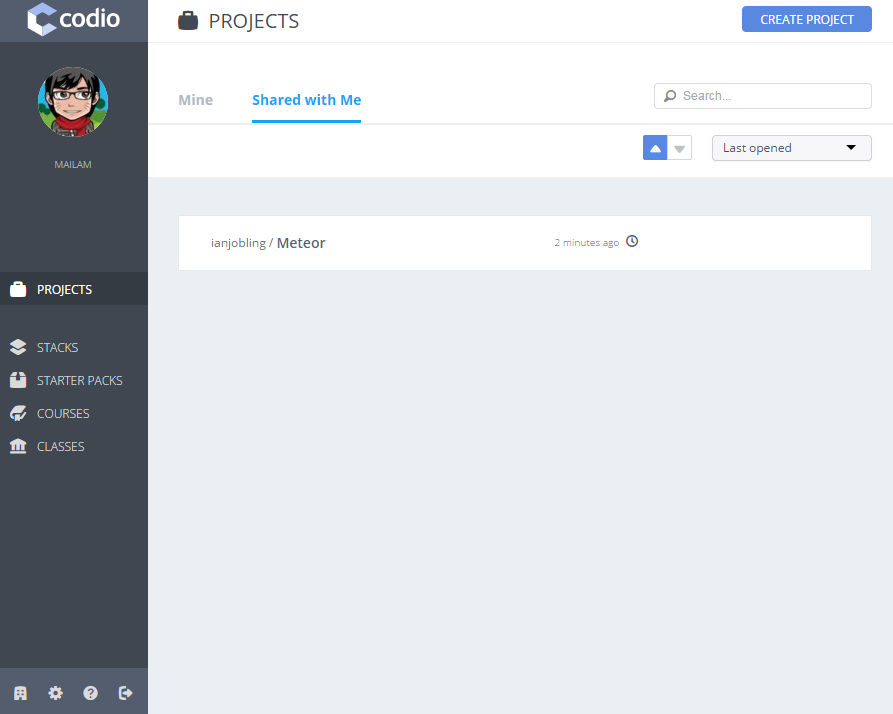 codio
MAILAM
PROJECTS
STACKS
STARTER PACKS
COURSES
CLASSES
PROJECTS
CREATE PROJECT
Mine
Shared with Me
Search...
Last opened
ianjobling / Meteor
2 minutes ago